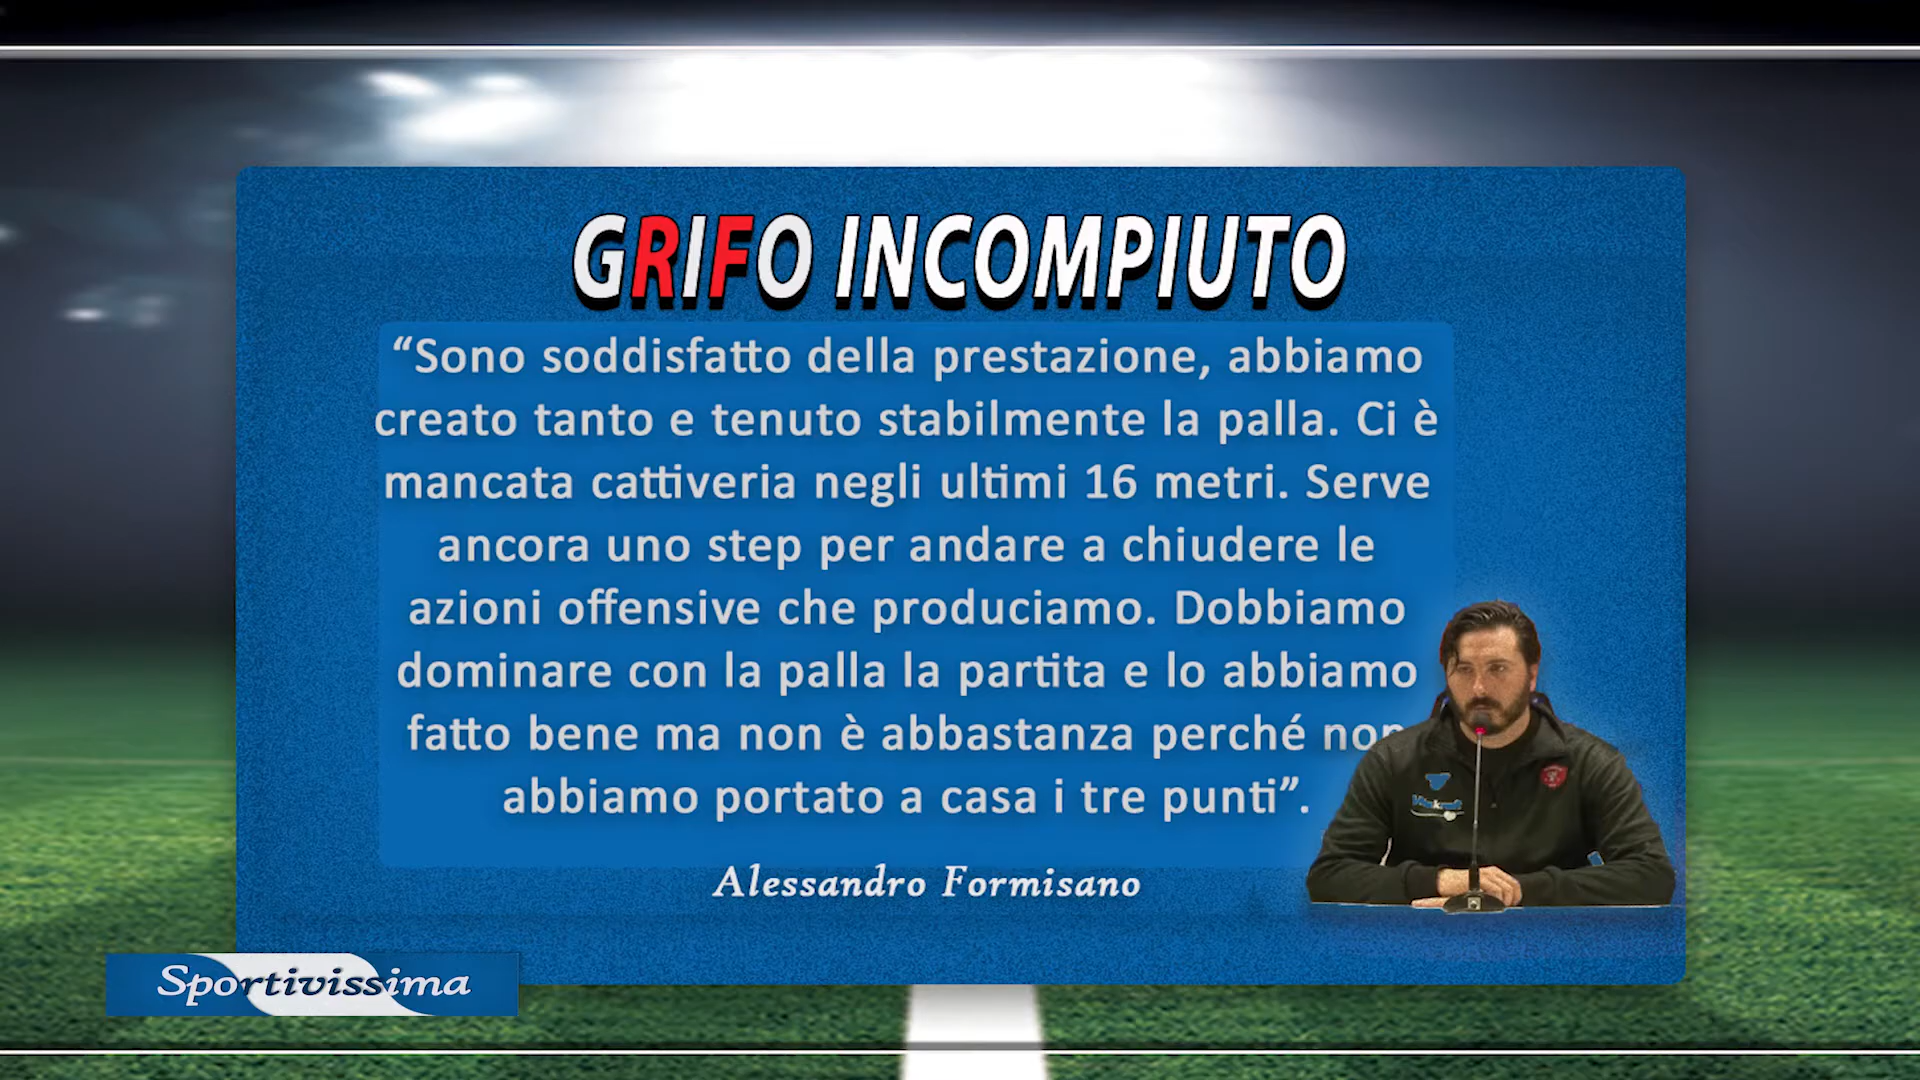 GRIFO INCOMPIUTO
“Sono soddisfatto della prestazione, abbiamo
creato tanto e tenuto stabilmente la palla. Ci è
mancata cattiveria negli ultimi 16 metri. Serve
ancora uno step per andare a chiudere le
azioni offensive che produciamo. Dobbiamo
dominare con la palla la partita e lo abbiamo
fatto bene ma non è abbastanza perché non
abbiamo portato a casa i tre punti”.
Alessandro Formisano
Sportivissima